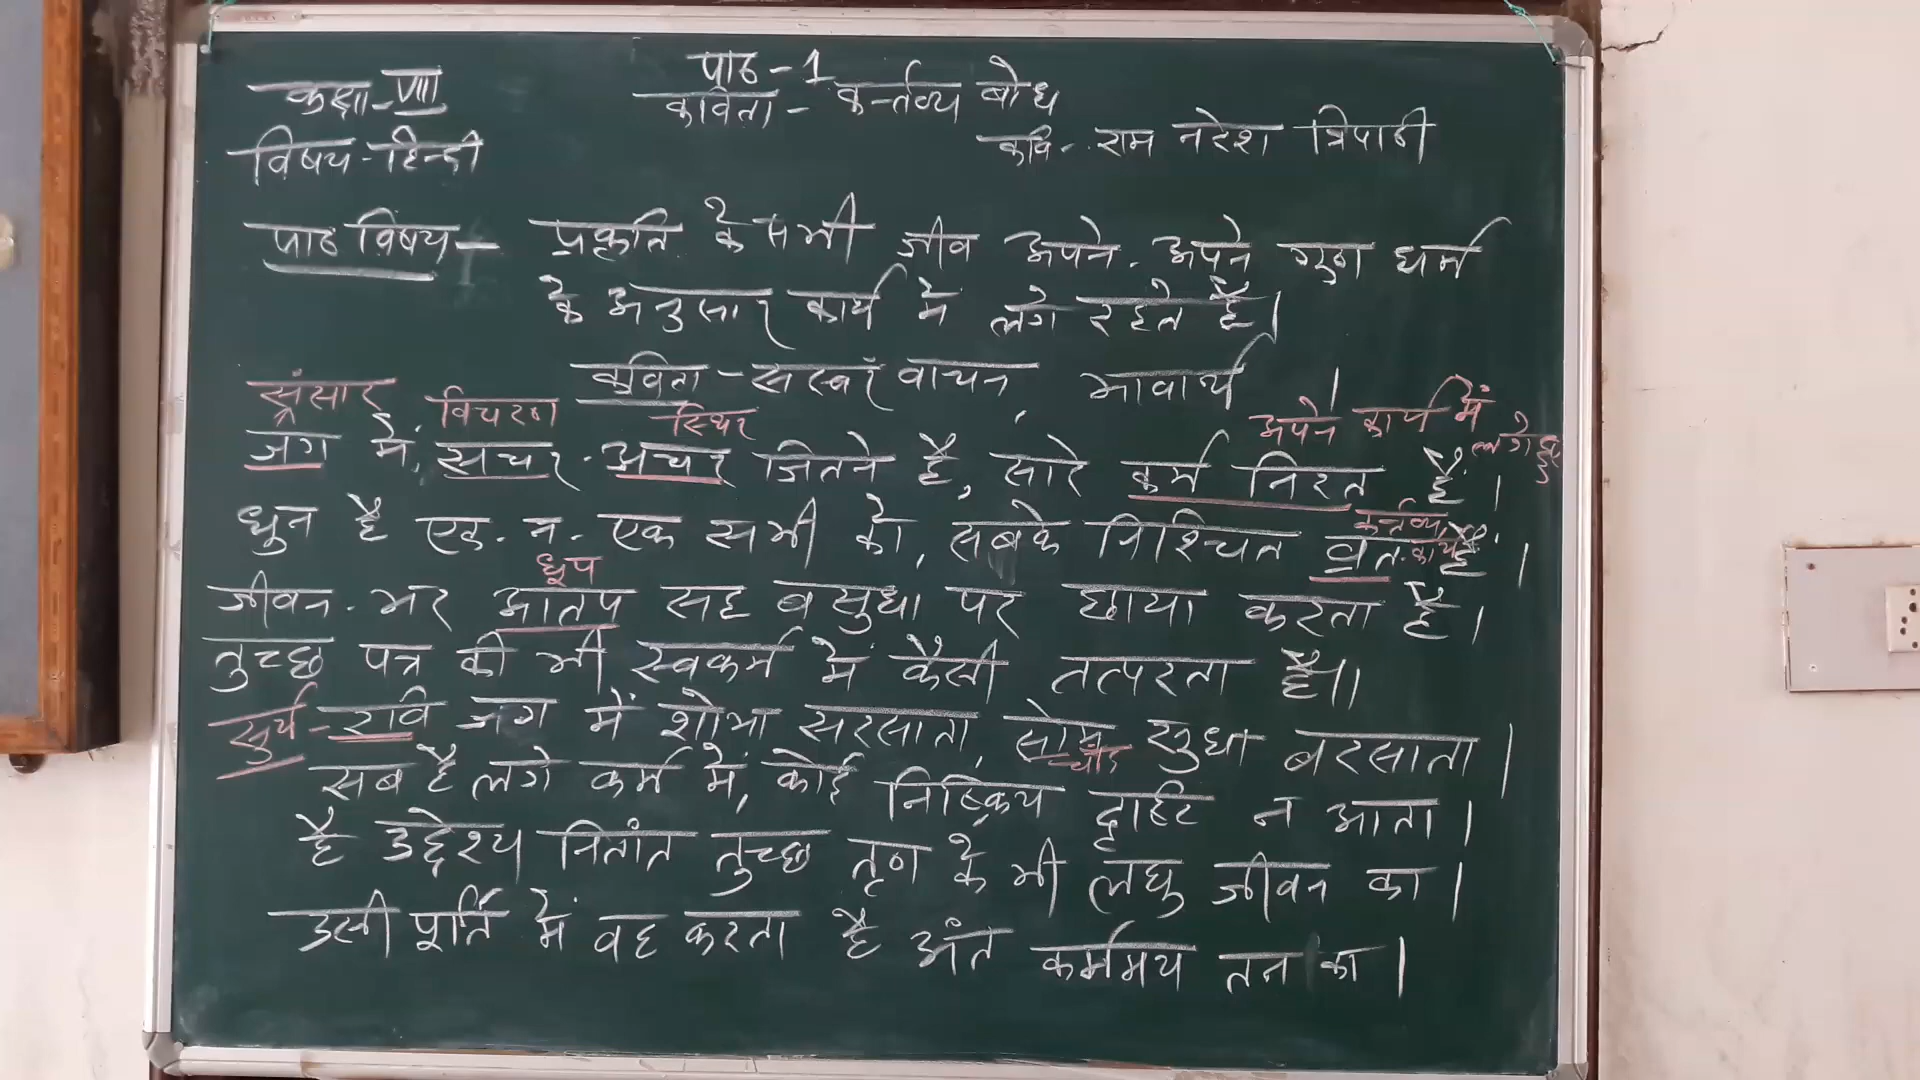 कक्षा-VIII
पाठ-1
कविता - कर्त्तव्य बोध
विषय-हिन्दी
कवि - राम नरेश त्रिपाठी
पाठ विषय - प्रकृति के सभी जीव अपने-अपने गुण धर्म
के अनुसार कार्य मे लगे रहते है।
कविता - सस्वर वाचन, भावार्थ ।
संसार विचरण स्थिर अपने कार्य में लगे हुए
जग में, सचर-अचर जितने है, सारे कर्म निरत हैं।
धुन है एक-न-एक सभी को, सबके निश्चित व्रत हैं।
कर्त्तव्य, कार्य
धूप
जीवन-भर आतप सह वसुधा पर छाया करता है।
तुच्छ पत्र की भी स्वकर्म में कैसी तत्परता है।।
सुर्य - रवि जग में शोभा सरसाता, सोम सुधा बरसाता।
चाँद
सब है लगे कर्म में, कोई निष्क्रिय दृष्टि न आता।
है उद्देश्य नितांत तुच्छ तृण के भी लघु जीवन का।
उसी पूर्ति में वह करता है अंत कर्ममय तन का।